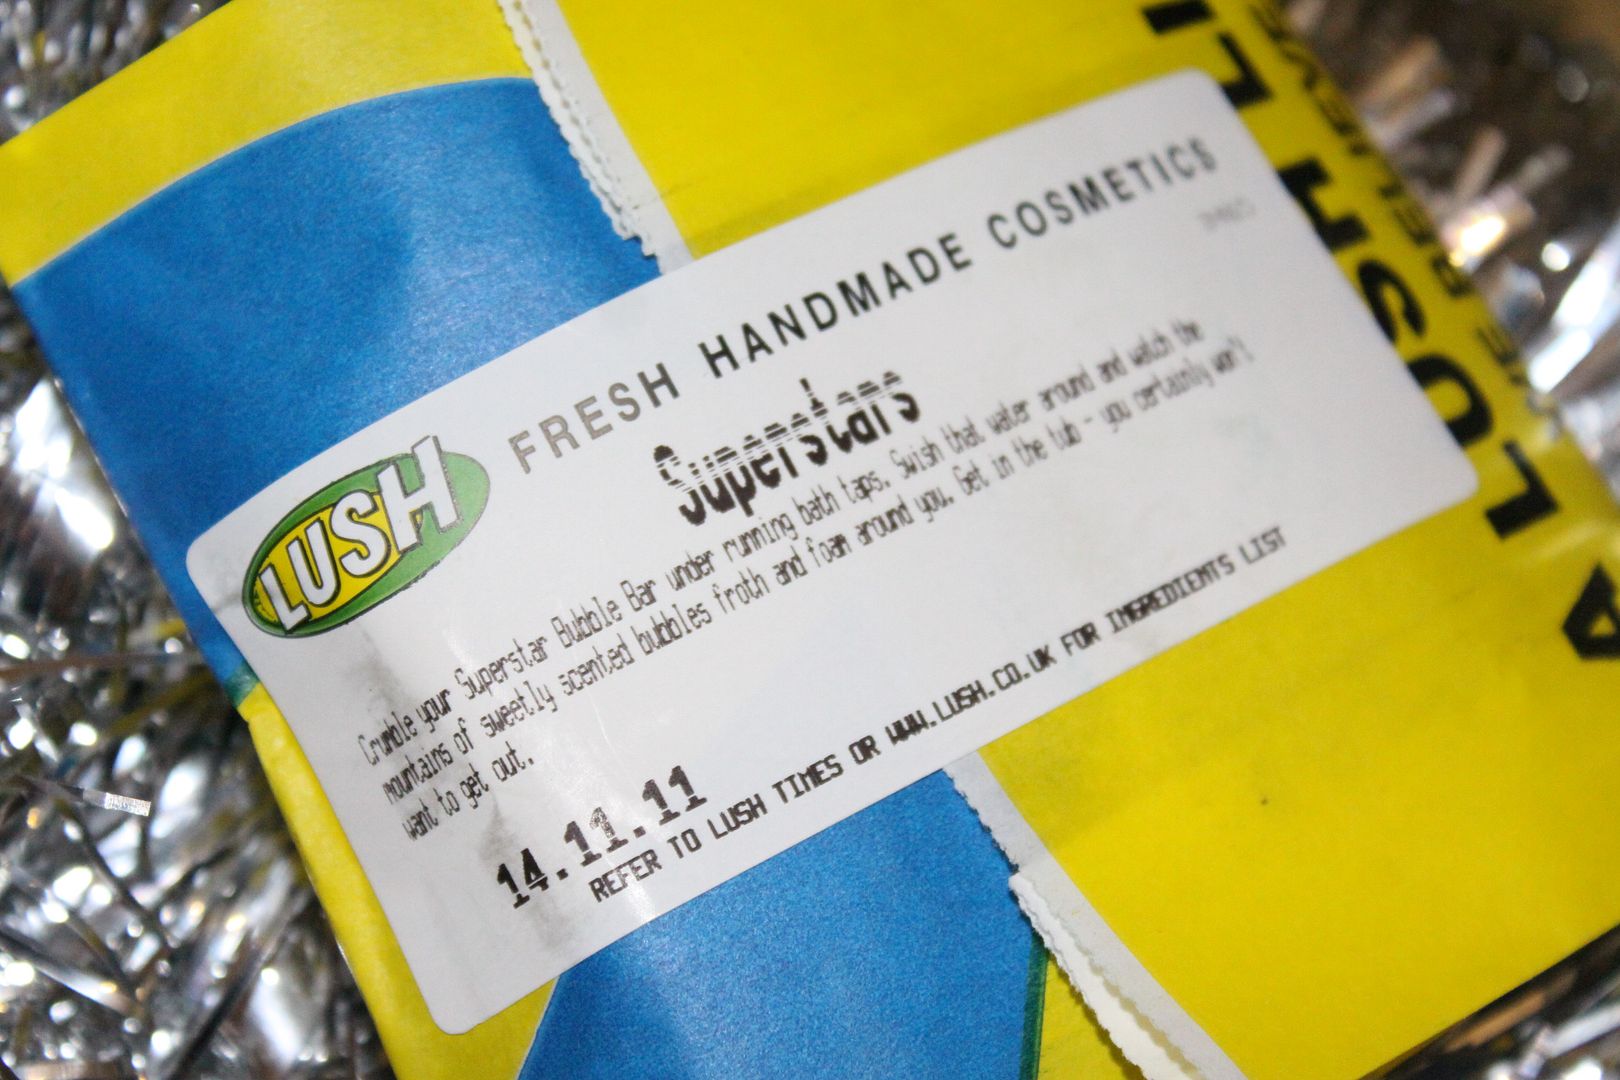 LUSH
FRESH HANDMADE COSMETICS
Superstars
Crumble your Superstar Bubble Bar under running bath taps. Swish that water around and watch the
mountains of sweetly scented bubbles froth and foam around you. Get in the tub - you certainly won't
want to get out.
14.11.11
REFER TO LUSH TIMES OR WWW.LUSH.CO.UK FOR INGREDIENTS LIST
A LUSH LI